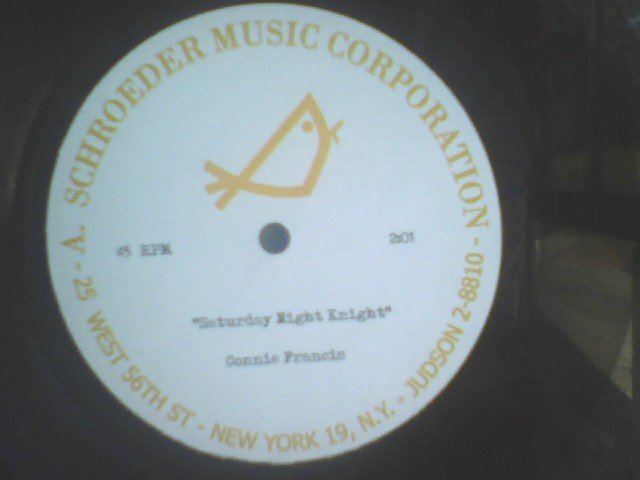 A. SCHROEDER MUSIC CORPORATION
45 RPM
2:01
"Saturday Night Knight"
Connie Francis
- 25 WEST 56TH ST - NEW YORK 19, N.Y. - JUDSON 2-8810 -